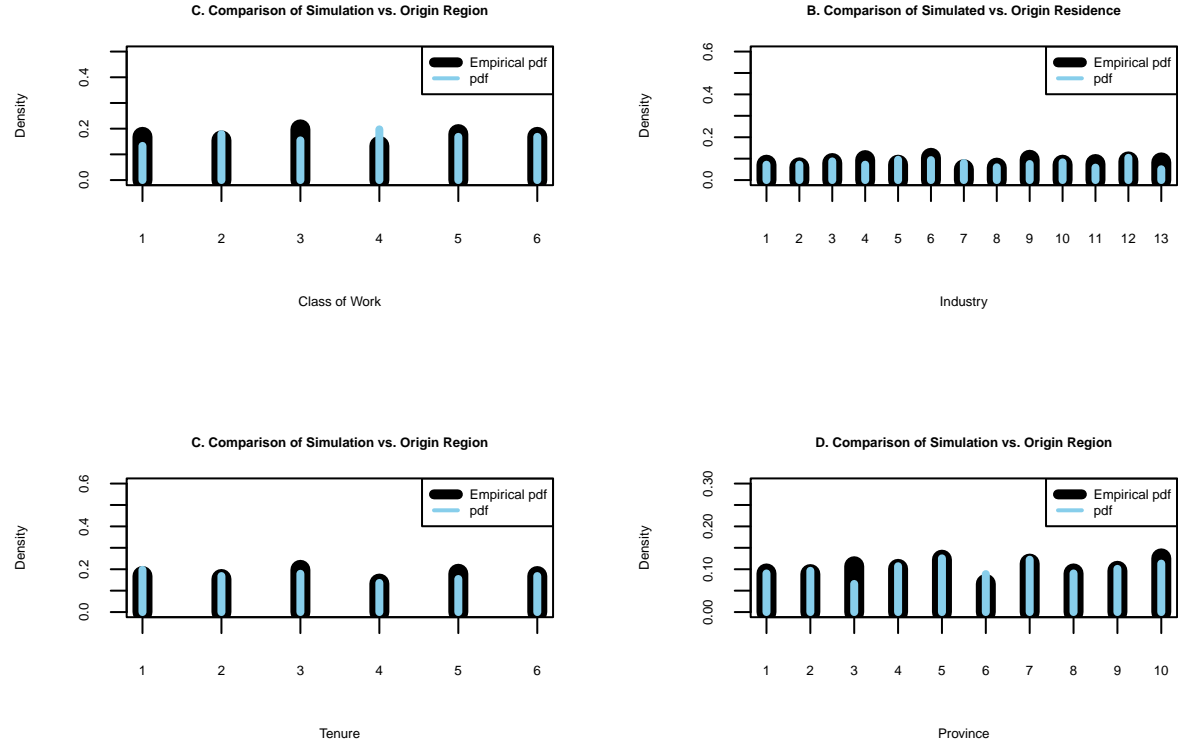 C. Comparison of Simulation vs. Origin Region
Density
0.0 0.2 0.4
Empirical pdf
pdf
1 2 3 4 5 6
Class of Work
B. Comparison of Simulated vs. Origin Residence
Density
0.0 0.2 0.4 0.6
Empirical pdf
pdf
1 2 3 4 5 6 7 8 9 10 11 12 13
Industry
C. Comparison of Simulation vs. Origin Region
Density
0.0 0.2 0.4 0.6
Empirical pdf
pdf
1 2 3 4 5 6
Tenure
D. Comparison of Simulation vs. Origin Region
Density
0.00 0.10 0.20 0.30
Empirical pdf
pdf
1 2 3 4 5 6 7 8 9 10
Province